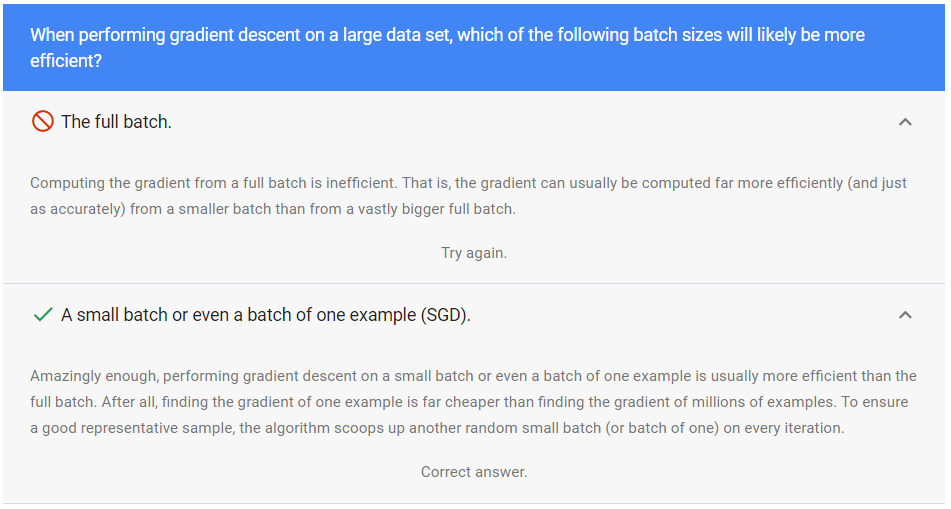 When performing gradient descent on a large data set, which of the following batch sizes will likely be more
efficient?
The full batch.
Computing the gradient from a full batch is inefficient. That is, the gradient can usually be computed far more efficiently (and just
as accurately) from a smaller batch than from a vastly bigger full batch.
Try again.
A small batch or even a batch of one example (SGD).
Amazingly enough, performing gradient descent on a small batch or even a batch of one example is usually more efficient than the
full batch. After all, finding the gradient of one example is far cheaper than finding the gradient of millions of examples. To ensure
a good representative sample, the algorithm scoops up another random small batch (or batch of one) on every iteration.
Correct answer.